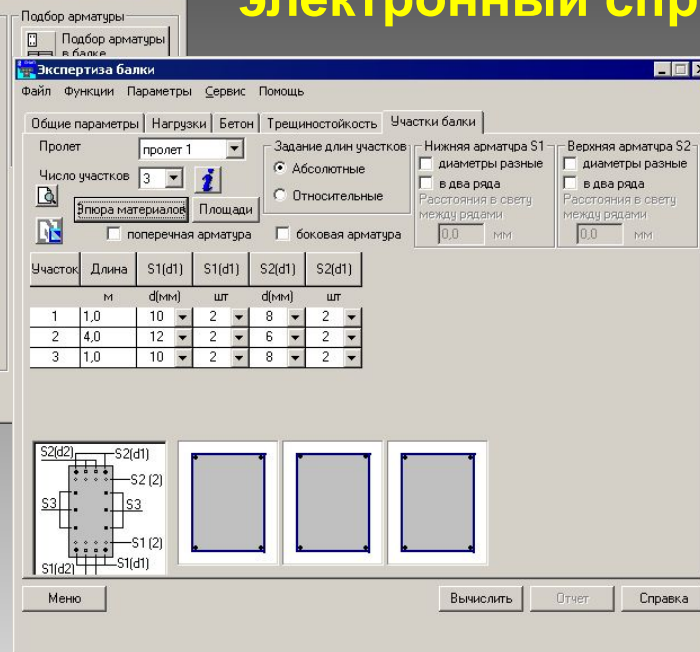 электронный спр
Подбор арматуры
Подбор арматуры
в балке
Экспертиза балки
Файл Функции Параметры Сервис Помощь
Общие параметры Нагрузки Бетон Трещиностойкость Участки балки
Пролет пролет 1
Число участков 3
Эпюра материалов Площади
поперечная арматура боковая арматура
Задание длин участков
Абсолютные
Относительные
Нижняя арматура S1
диаметры разные
в два ряда
Расстояния в свету
между рядами
0,0 мм
Верхняя арматура S2
диаметры разные
в два ряда
Расстояния в свету
между рядами
0,0 мм
Участок Длина S1(d1) S1(d1) S2(d1) S2(d1)
м d(мм) шт d(мм) шт
1 1,0 10 2 8 2
2 4,0 12 2 6 2
3 1,0 10 2 8 2
S2(d2) S2(d1)
S2 (2)
S3 S3
S1 (2)
S1(d2) S1(d1)
Меню Вычислить Отчет Справка